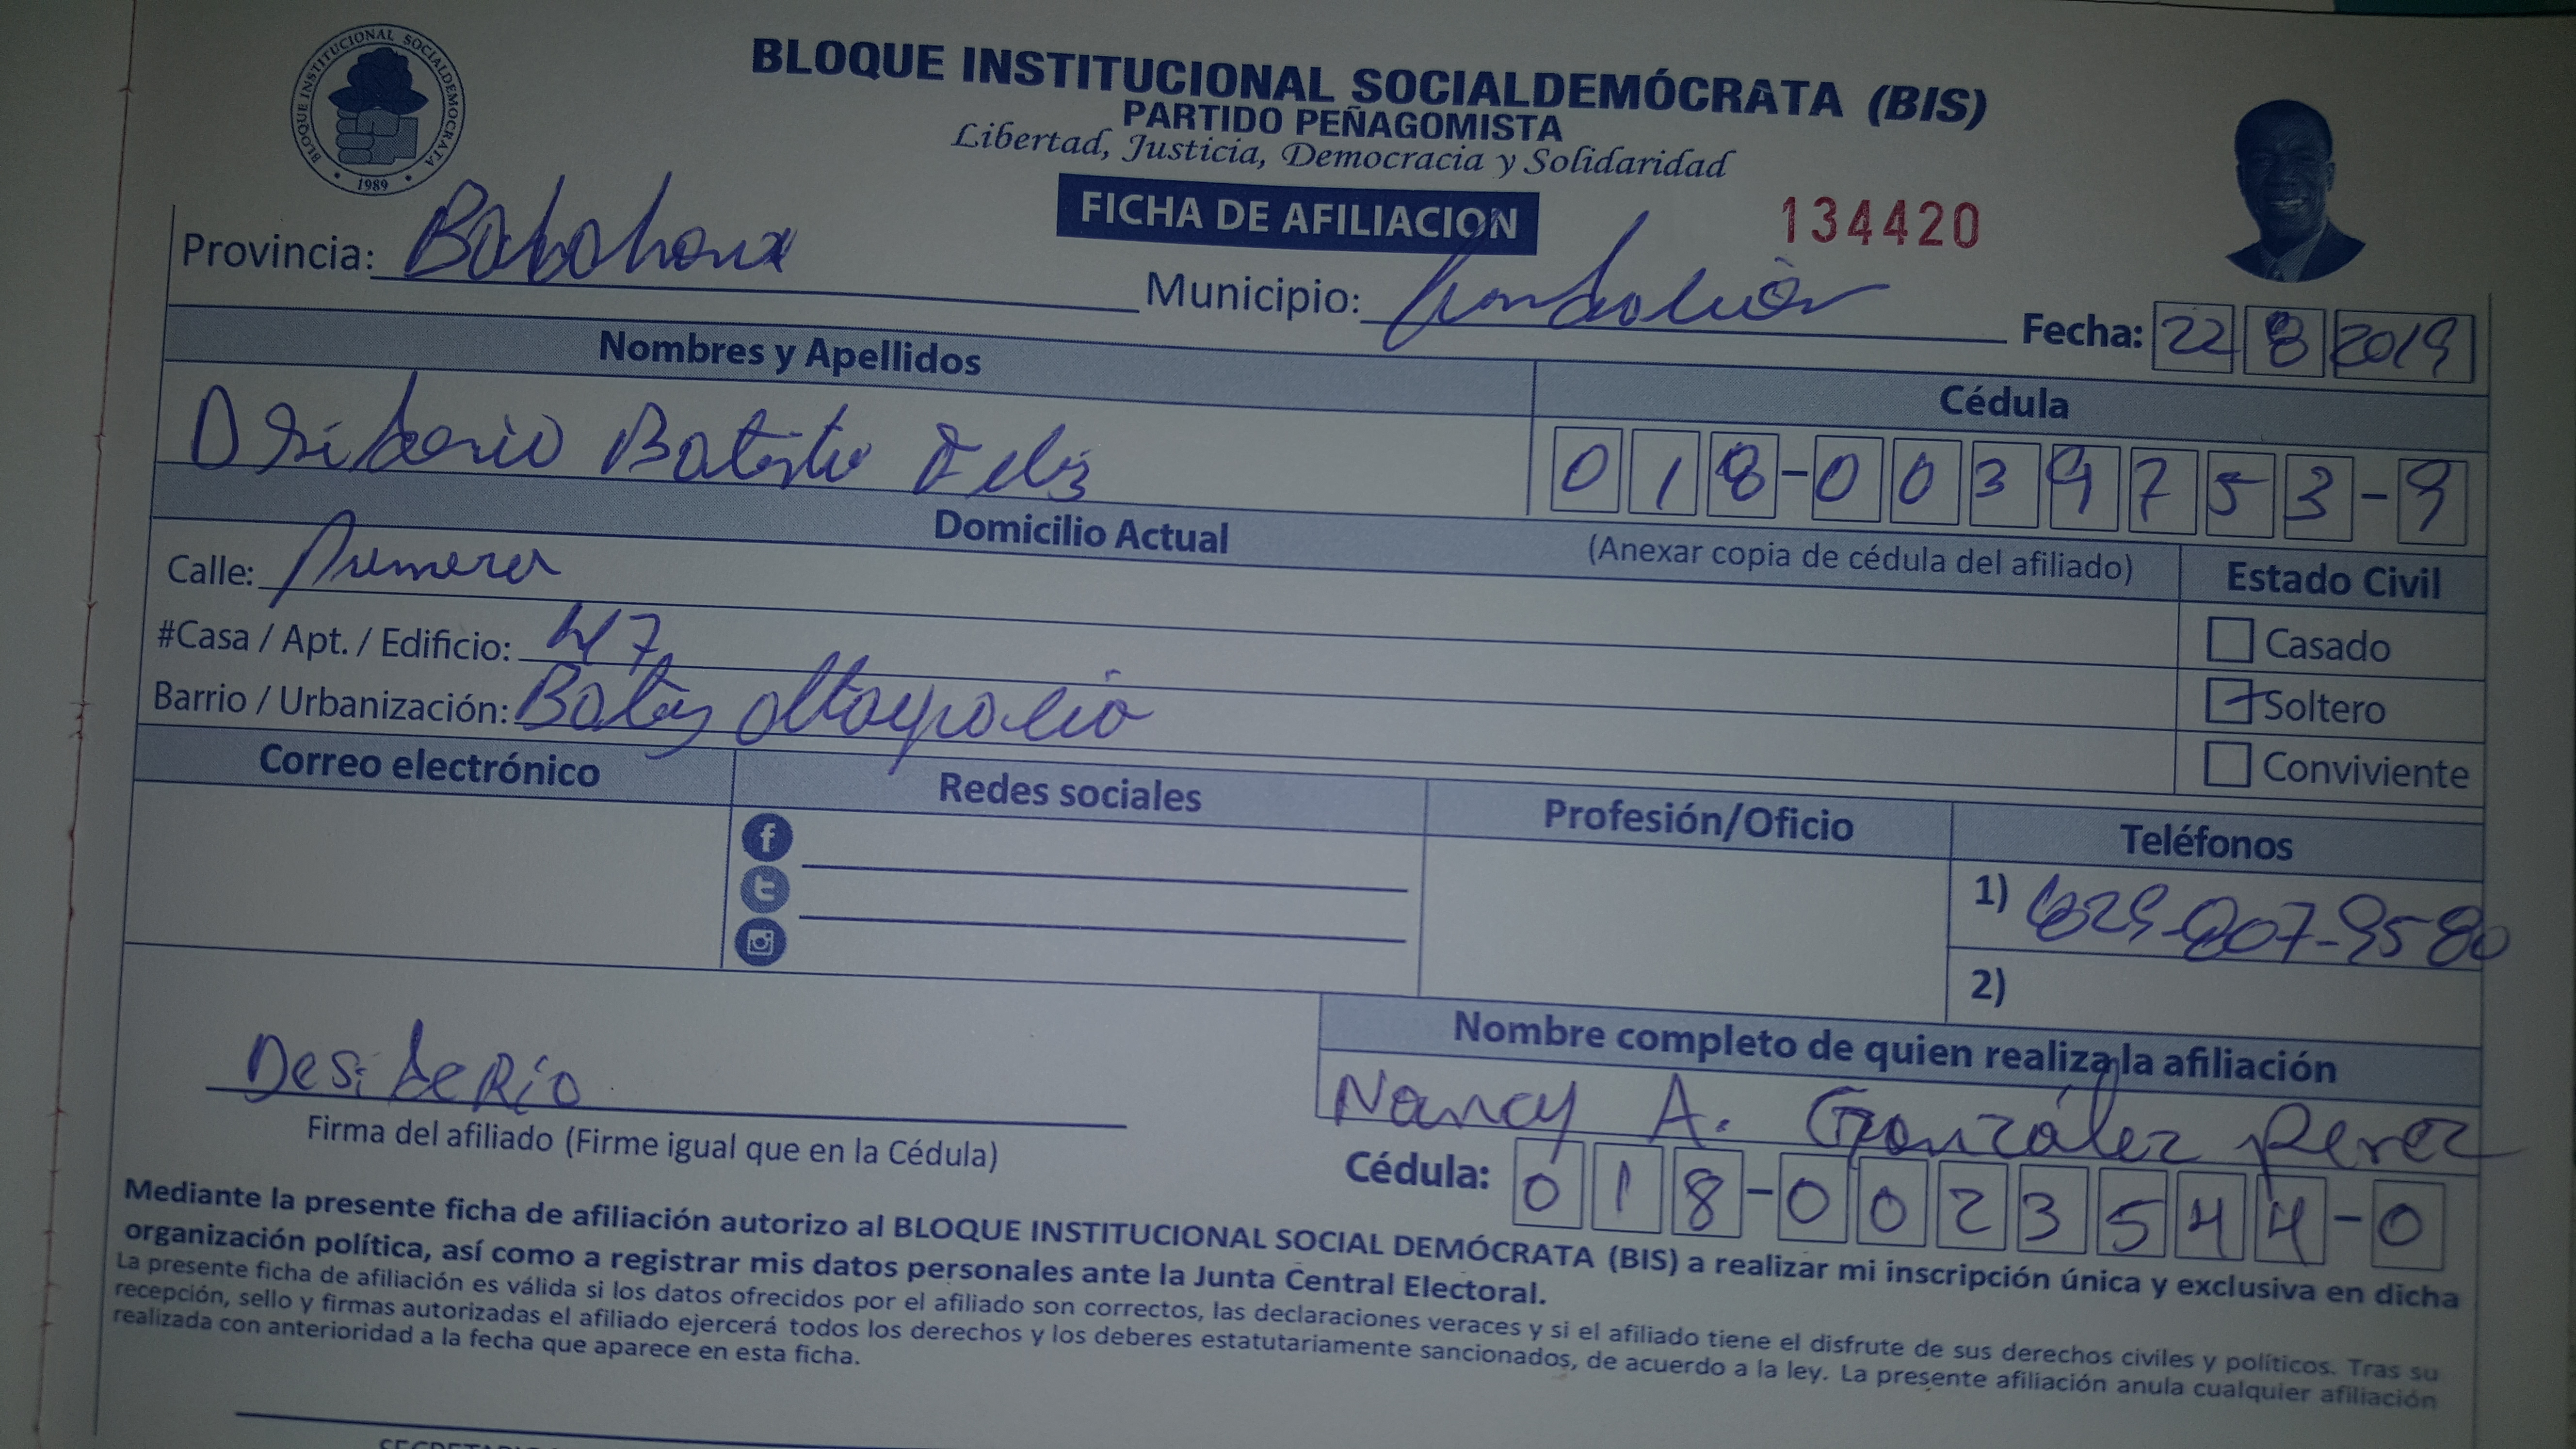 BLOQUE INSTITUCIONAL SOCIALDEMOCRATA
1989
BLOQUE INSTITUCIONAL SOCIALDEMÓCRATA (BIS)
PARTIDO PEÑAGOMISTA
Libertad, Justicia, Democracia y Solidaridad
FICHA DE AFILIACION
134420
Provincia:
Municipio:
Fecha: 22 8 2019
Nombres y Apellidos
Cédula
Batista Feliz
018-0039753-9
Domicilio Actual
(Anexar copia de cédula del afiliado)
Estado Civil
Calle: Primera
Casado
#Casa / Apt. / Edificio: 47
Soltero
Barrio / Urbanización: Batey
Conviviente
Correo electrónico
Redes sociales
Profesión/Oficio
Teléfonos
1) 829-807-9580
2)
Nombre completo de quien realiza la afiliación
Nancy A. González Perez
Desiderio
Firma del afiliado (Firme igual que en la Cédula)
Cédula: 018-0023544-0
Mediante la presente ficha de afiliación autorizo al BLOQUE INSTITUCIONAL SOCIAL DEMÓCRATA (BIS) a realizar mi inscripción única y exclusiva en dicha
organización política, así como a registrar mis datos personales ante la Junta Central Electoral.
La presente ficha de afiliación es válida si los datos ofrecidos por el afiliado son correctos, las declaraciones veraces y si el afiliado tiene el disfrute de sus derechos civiles y políticos. Tras su
recepción, sello y firmas autorizadas el afiliado ejercerá todos los derechos y los deberes estatutariamente sancionados, de acuerdo a la ley. La presente afiliación anula cualquier afiliación
realizada con anterioridad a la fecha que aparece en esta ficha.